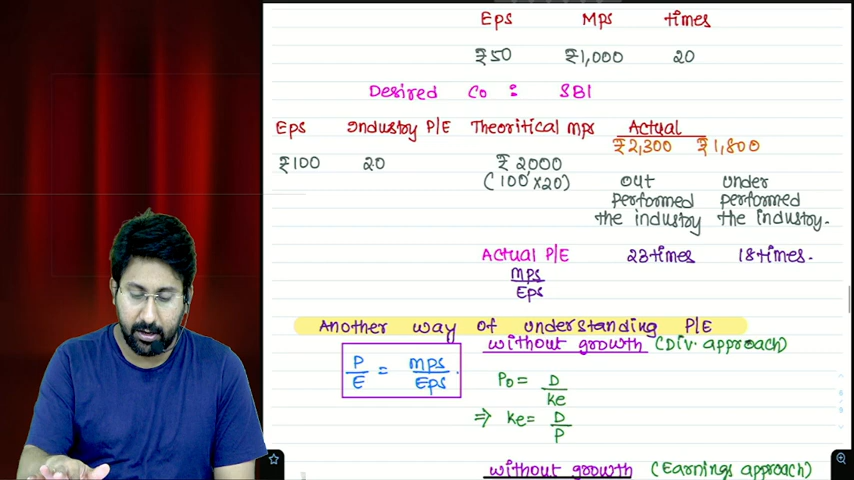 Eps Mps times
₹50 ₹1,000 20
Desired Co : SBI
Eps Industry P/E Theoritical mps Actual
₹2,300 ₹1,800
₹100 20 ₹2000
(100 x 20)
out performed the industry
under performed the industry.
Actual P/E 23times 18times.
mps
Eps
Another way of understanding P/E
without growth (Div. approach)
P/E = mps/Eps.
Po = D/ke
⇒ ke = D/P
without growth (Earnings approach)